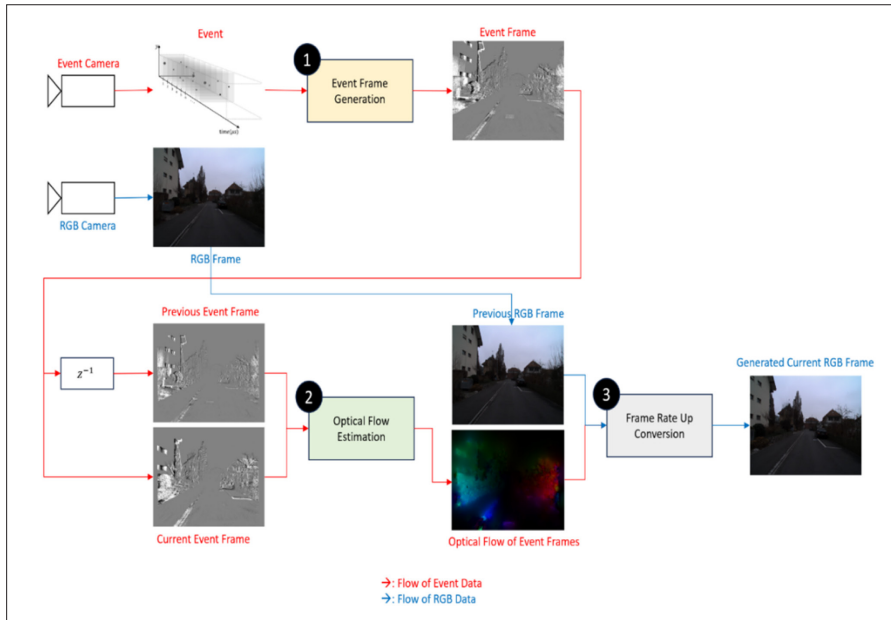 Event
Event Camera
1
Event Frame
Generation
Event Frame
y
time(μs)
RGB Camera
RGB Frame
Previous Event Frame
z⁻¹
Current Event Frame
2
Optical Flow
Estimation
Previous RGB Frame
Optical Flow of Event Frames
3
Frame Rate Up
Conversion
Generated Current RGB Frame
→: Flow of Event Data
→: Flow of RGB Data